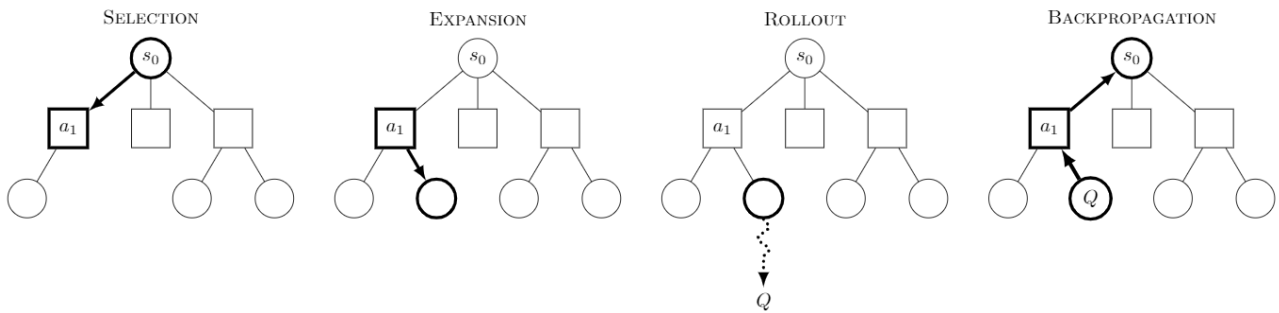 SELECTION
EXPANSION
ROLLOUT
BACKPROPAGATION
s₀
s₀
s₀
s₀
a₁
a₁
a₁
a₁
Q
Q